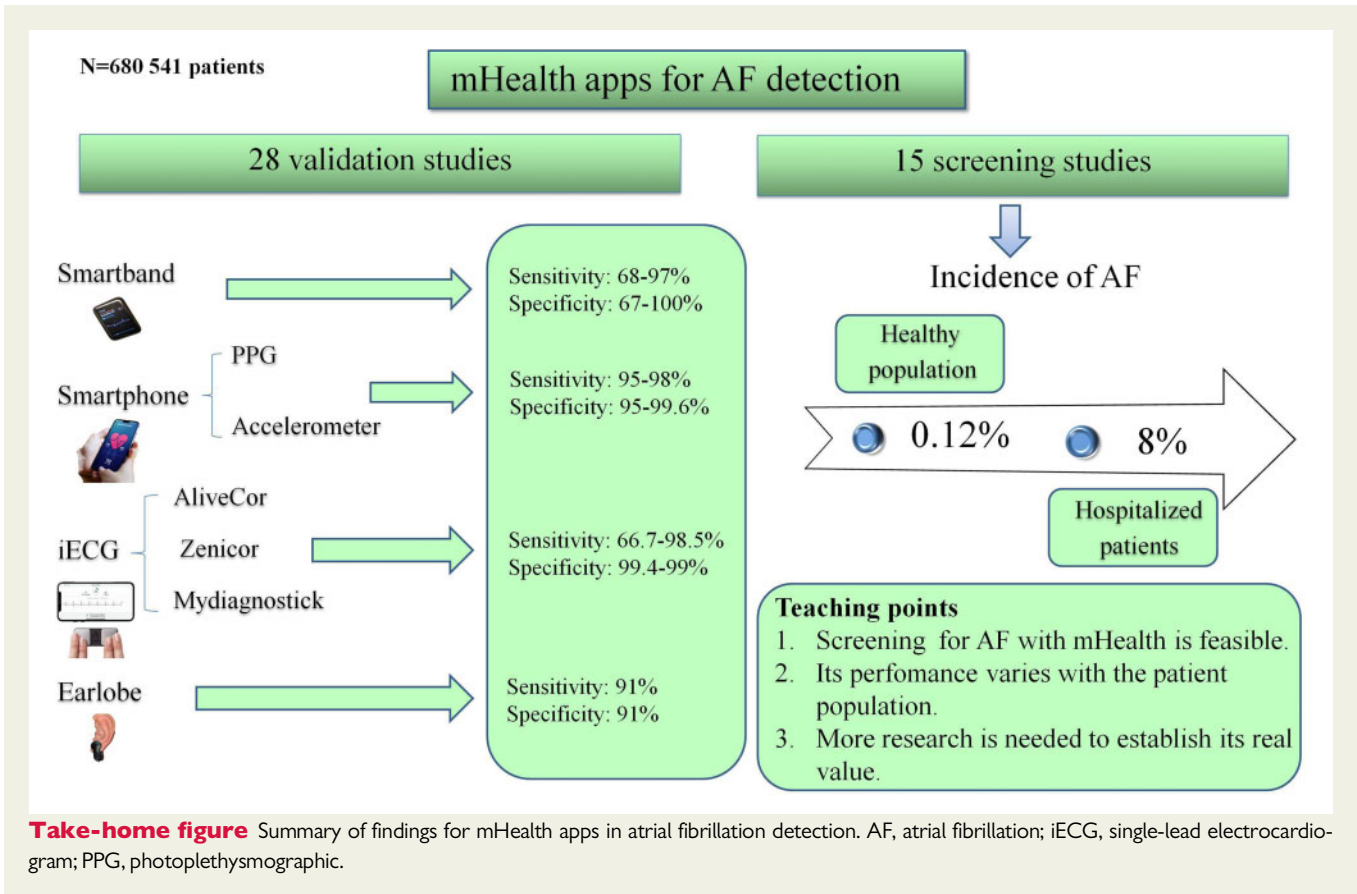 N=680 541 patients
mHealth apps for AF detection
28 validation studies
Smartband
Sensitivity: 68-97%
Specificity: 67-100%
Smartphone
PPG
Accelerometer
Sensitivity: 95-98%
Specificity: 95-99.6%
iECG
AliveCor
Zenicor
Mydiagnostick
Sensitivity: 66.7-98.5%
Specificity: 99.4-99%
Earlobe
Sensitivity: 91%
Specificity: 91%
15 screening studies
Incidence of AF
Healthy
population
0.12%
8%
Hospitalized
patients
Teaching points
1. Screening for AF with mHealth is feasible.
2. Its perfomance varies with the patient
population.
3. More research is needed to establish its real
value.
Take-home figure Summary of findings for mHealth apps in atrial fibrillation detection. AF, atrial fibrillation; iECG, single-lead electrocardio-
gram; PPG, photoplethysmographic.